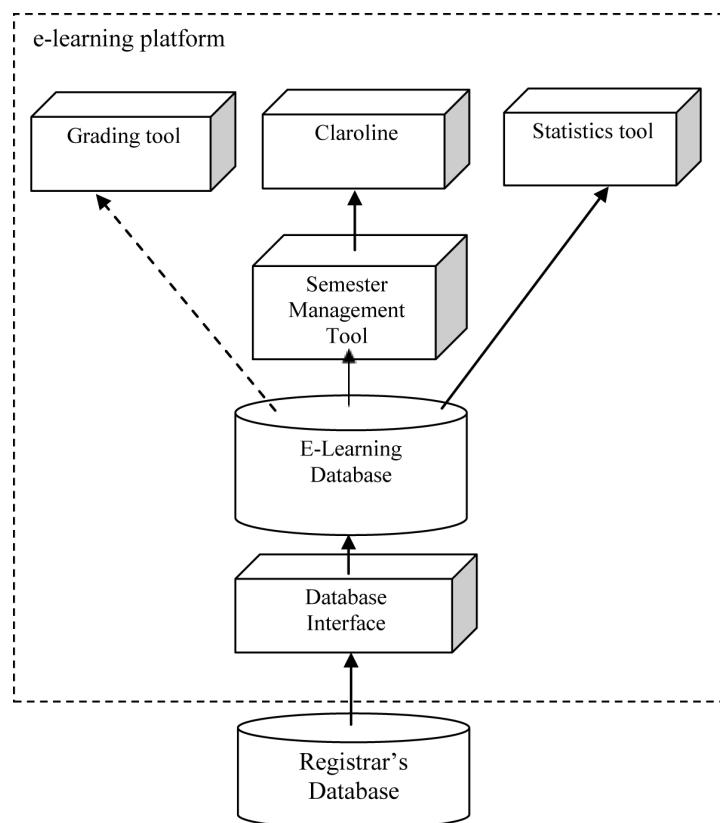 e-learning platform
Grading tool
Claroline
Statistics tool
Semester
Management
Tool
E-Learning
Database
Database
Interface
Registrar’s
Database